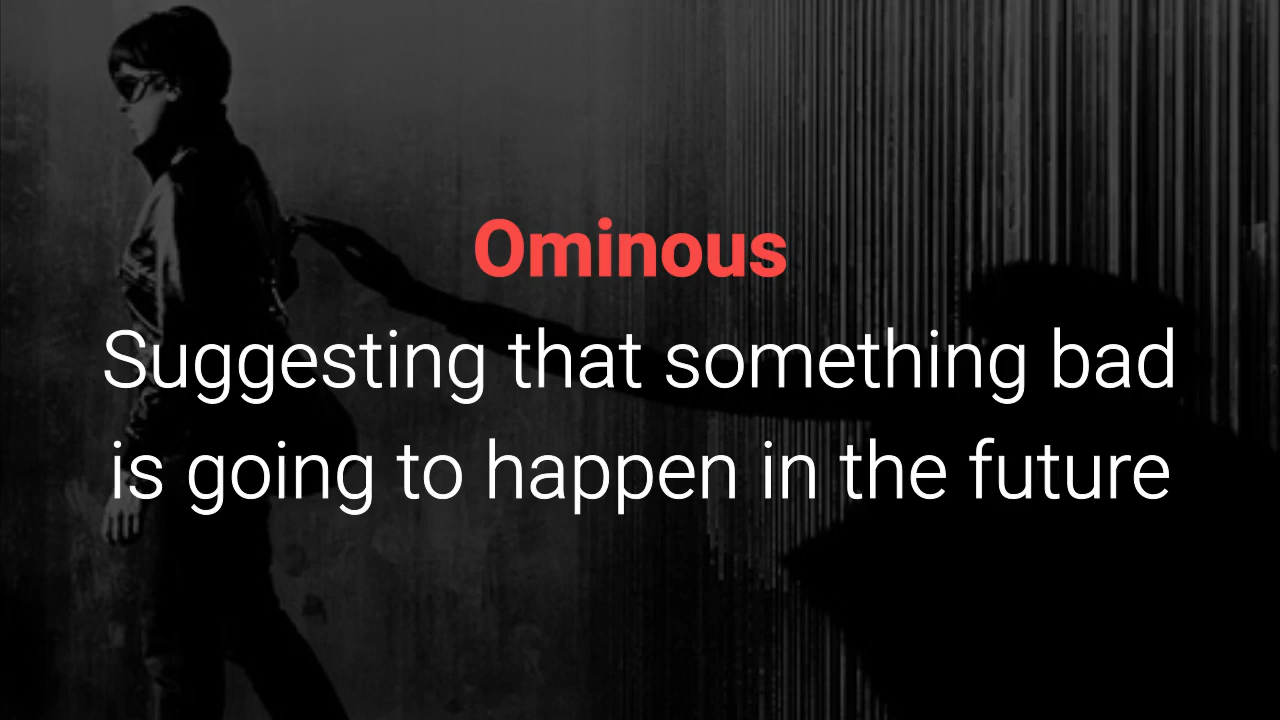 Ominous
Suggesting that something bad
is going to happen in the future